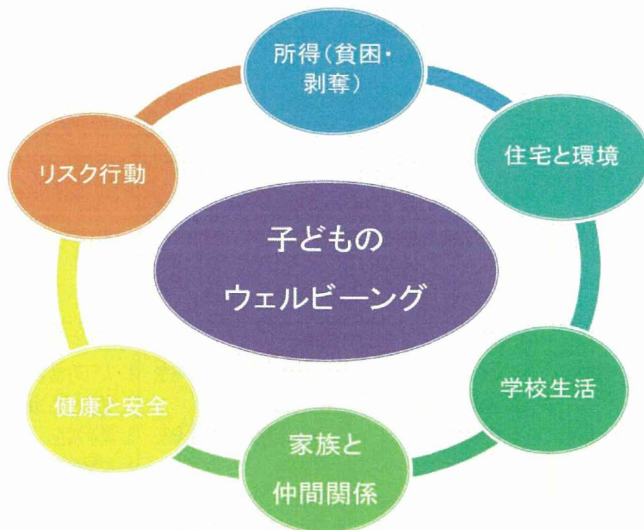 所得(貧困・
剥奪)
住宅と環境
学校生活
家族と
仲間関係
健康と安全
リスク行動
子どもの
ウェルビーング